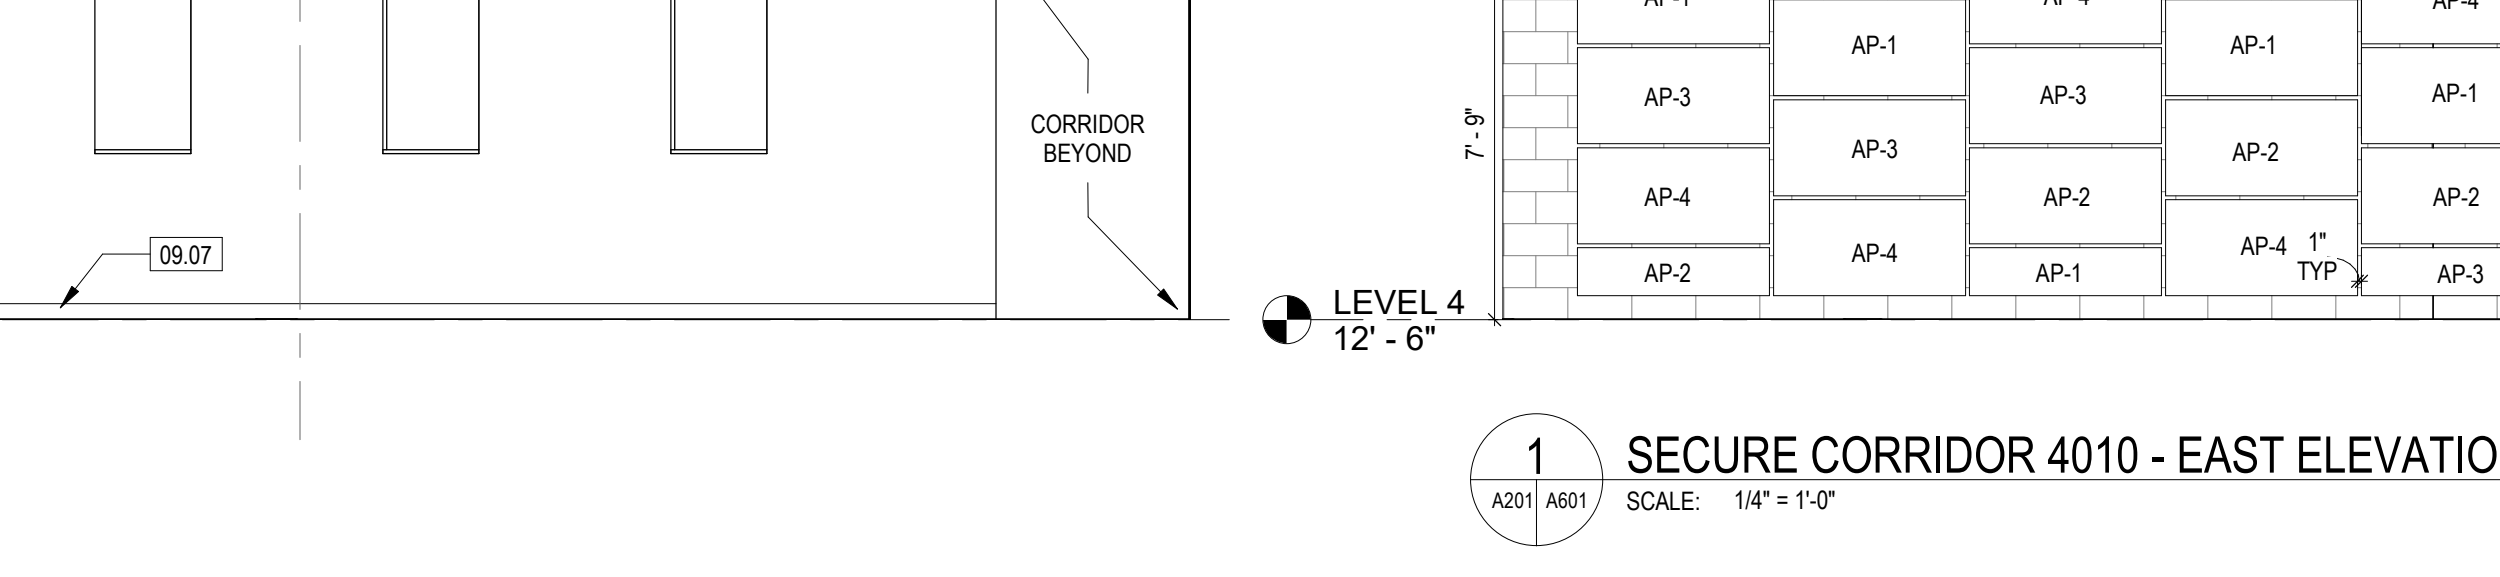 AP-1
AP-4
AP-4
AP-1
AP-1
AP-3
AP-3
AP-1
7' - 9"
CORRIDOR
BEYOND
AP-3
AP-2
AP-4
AP-2
AP-2
09.07
AP-4
AP-4
1"
TYP
AP-2
AP-1
AP-3
LEVEL 4
12' - 6"
1
SECURE CORRIDOR 4010 - EAST ELEVATIO
A201
A601
SCALE: 1/4" = 1'-0"